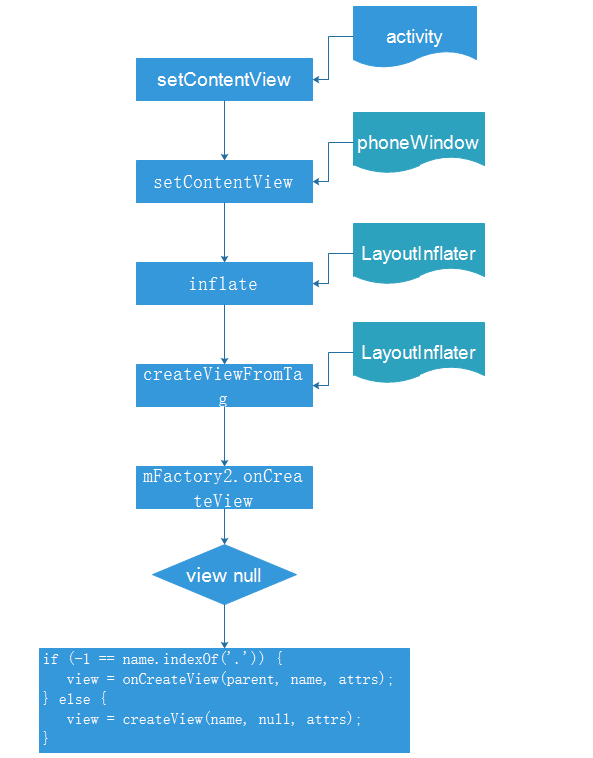 activity
setContentView
phoneWindow
setContentView
LayoutInflater
inflate
LayoutInflater
createViewFromTa
g
mFactory2.onCrea
teView
view null
if (-1 == name.indexOf('.')) {
    view = onCreateView(parent, name, attrs);
} else {
    view = createView(name, null, attrs);
}